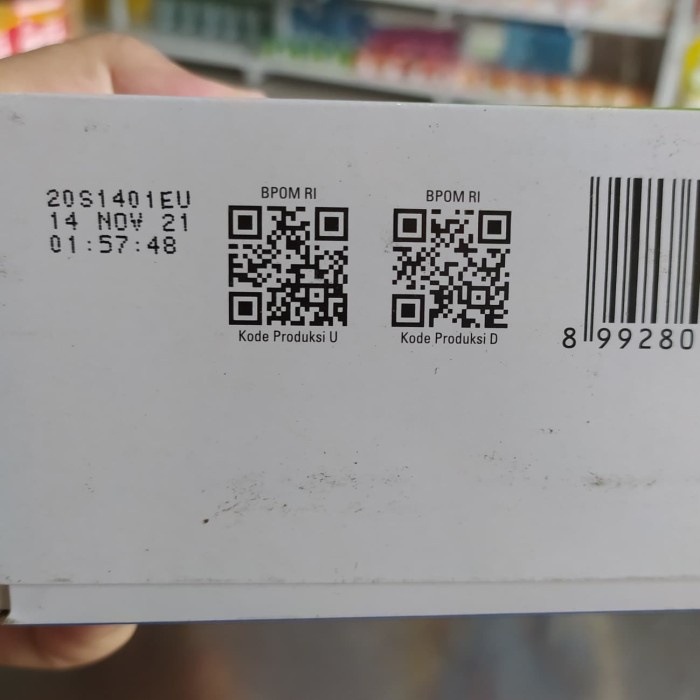 20S1401EU
14 NOV 21
01:57:48
BPOM RI
Kode Produksi U
BPOM RI
Kode Produksi D
899280